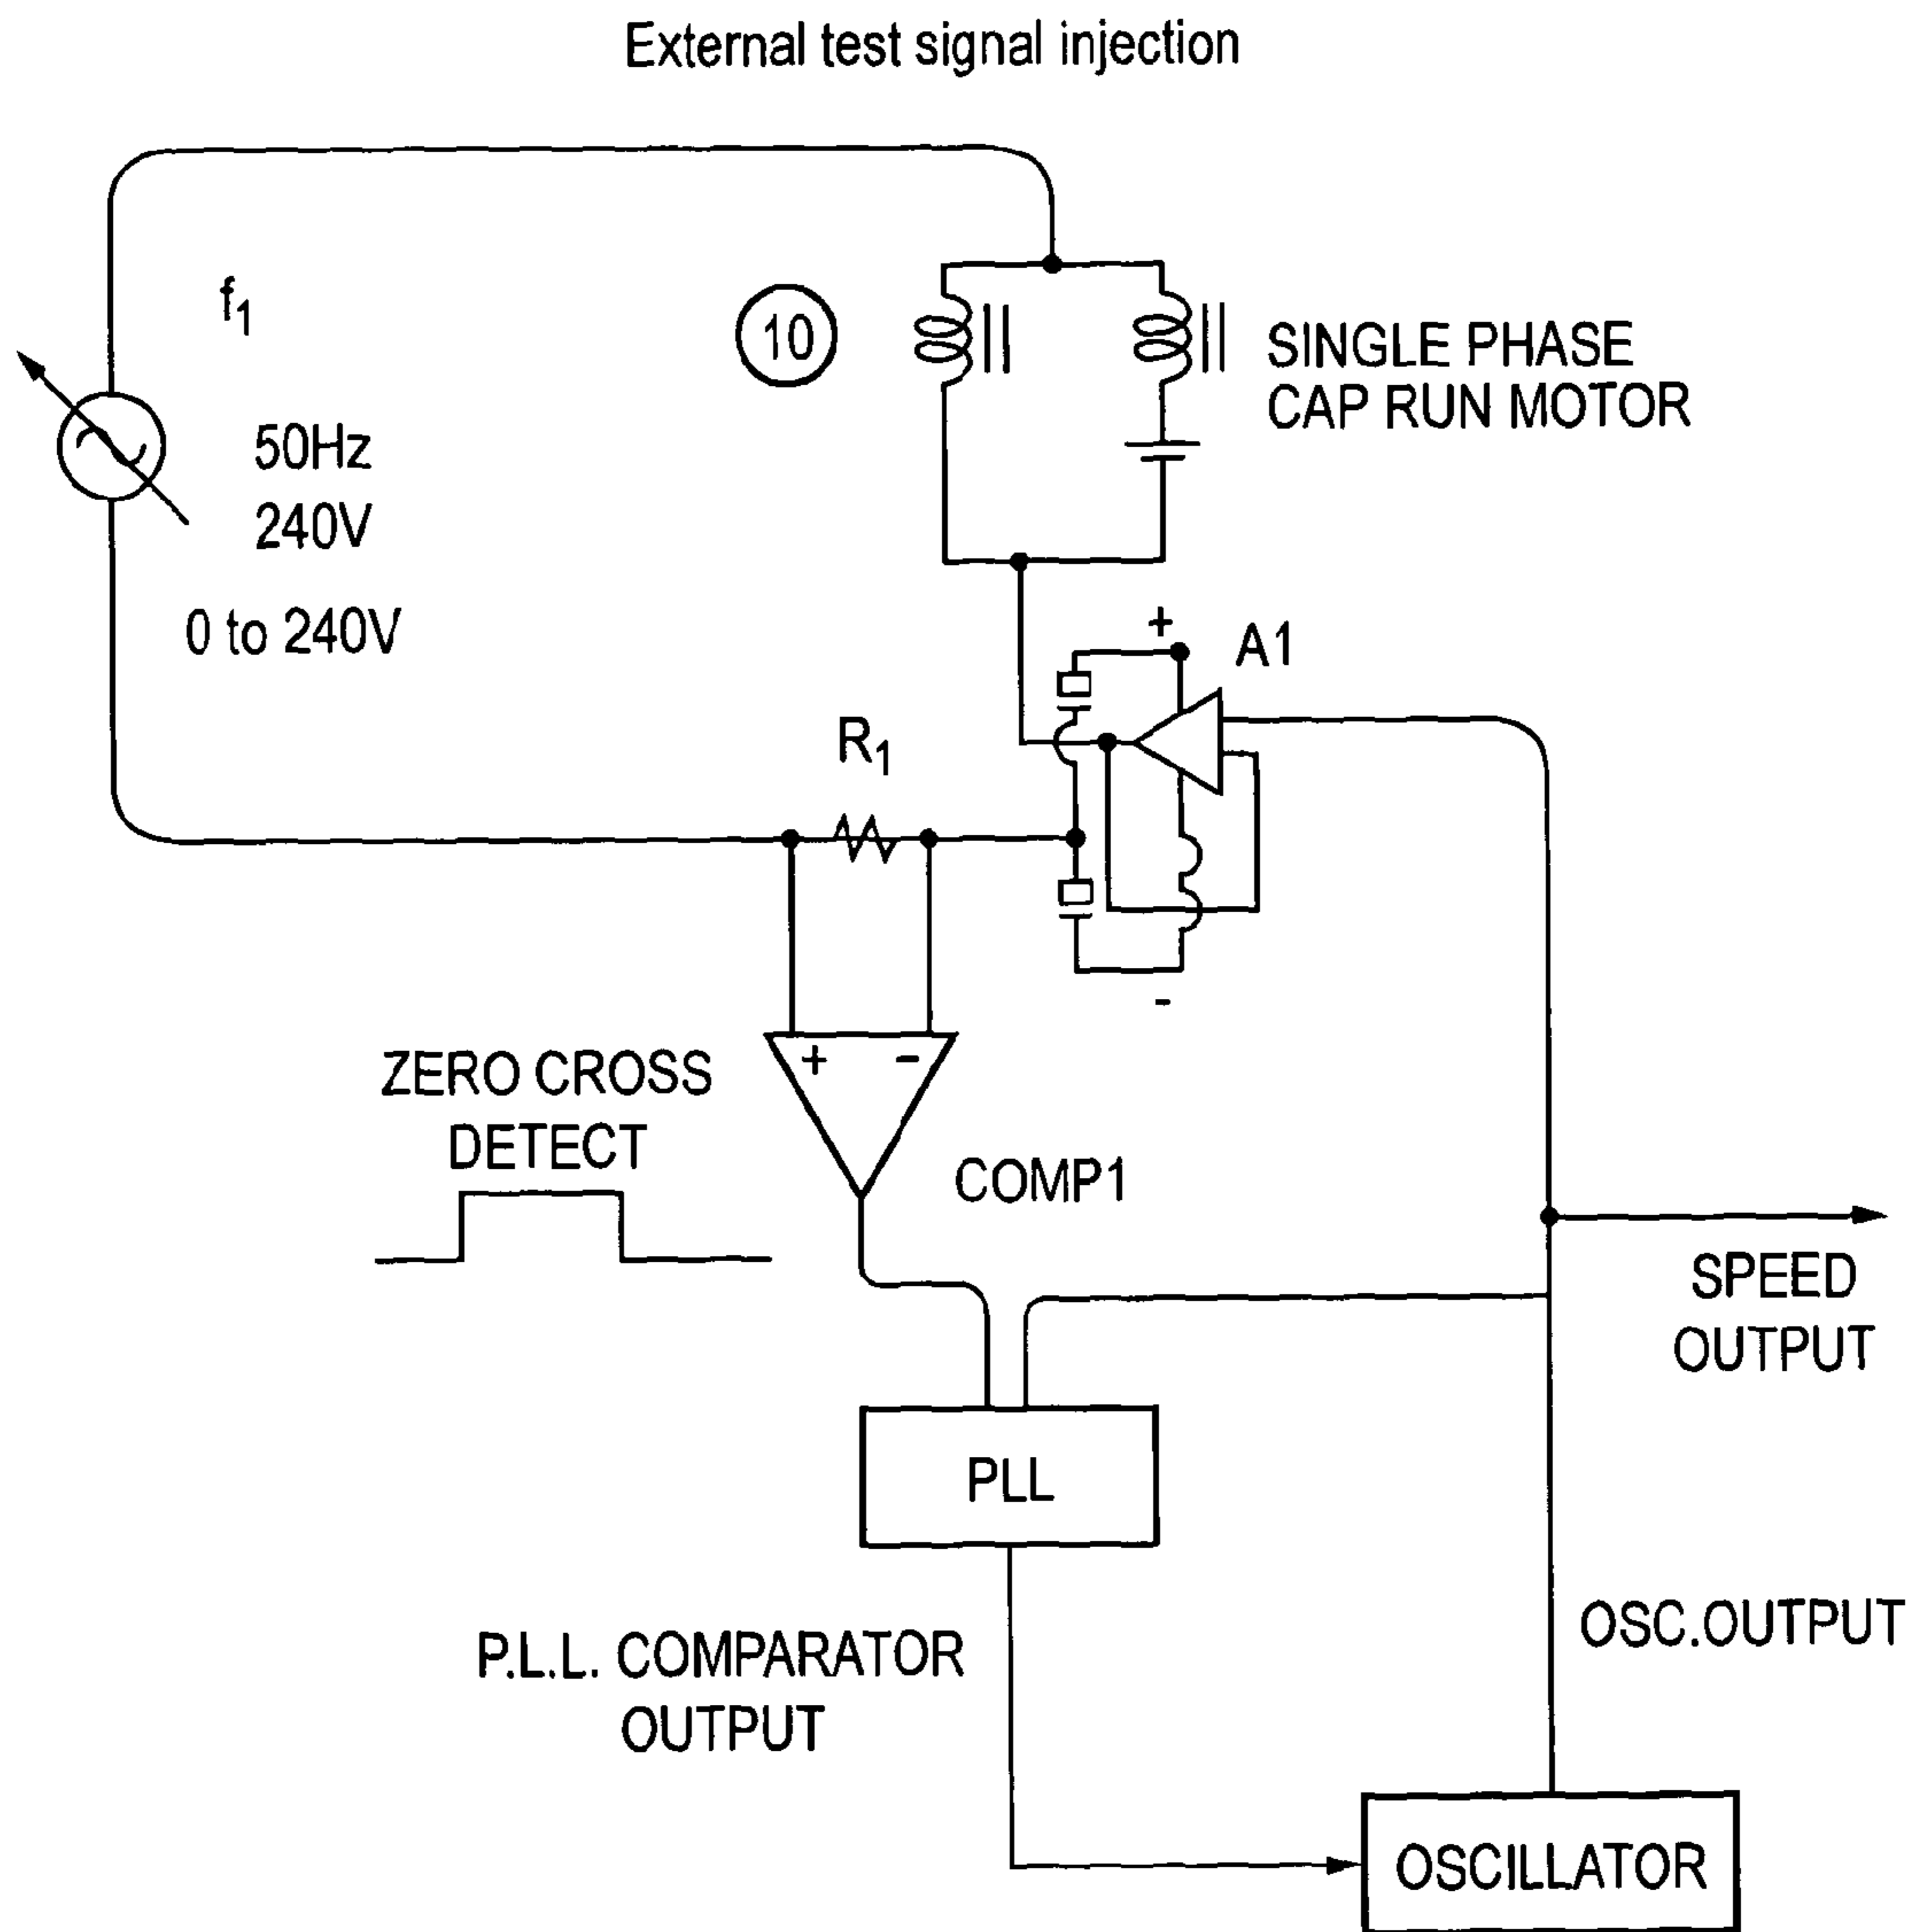 External test signal injection
f1
10
SINGLE PHASE
CAP RUN MOTOR
50Hz
240V
0 to 240V
+
A1
R1
-
ZERO CROSS
DETECT
+ -
COMP1
SPEED
OUTPUT
PLL
OSC.OUTPUT
P.L.L. COMPARATOR
OUTPUT
OSCILLATOR